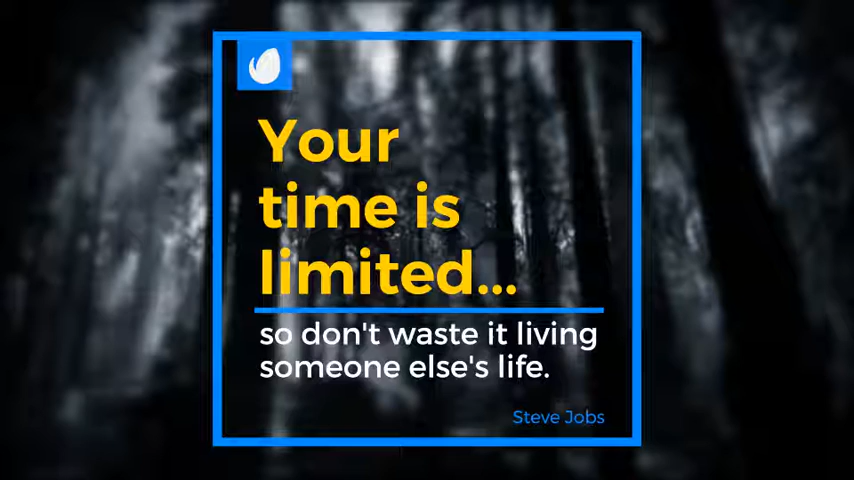 Your
time is
limited...
so don't waste it living
someone else's life.
Steve Jobs